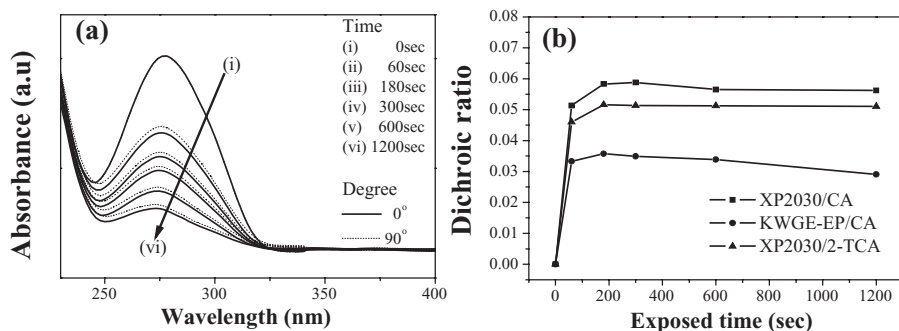 (a)
Time
(i) 0sec
(ii) 60sec
(iii) 180sec
(iv) 300sec
(v) 600sec
(vi) 1200sec
(i)
(vi)
Degree
0°
90°
Absorbance (a.u)
250 300 350 400
Wavelength (nm)
(b)
Dichroic ratio
0.08
0.07
0.06
0.05
0.04
0.03
0.02
0.01
0.00
XP2030/CA
KWGE-EP/CA
XP2030/2-TCA
0 200 400 600 800 1000 1200
Exposed time (sec)